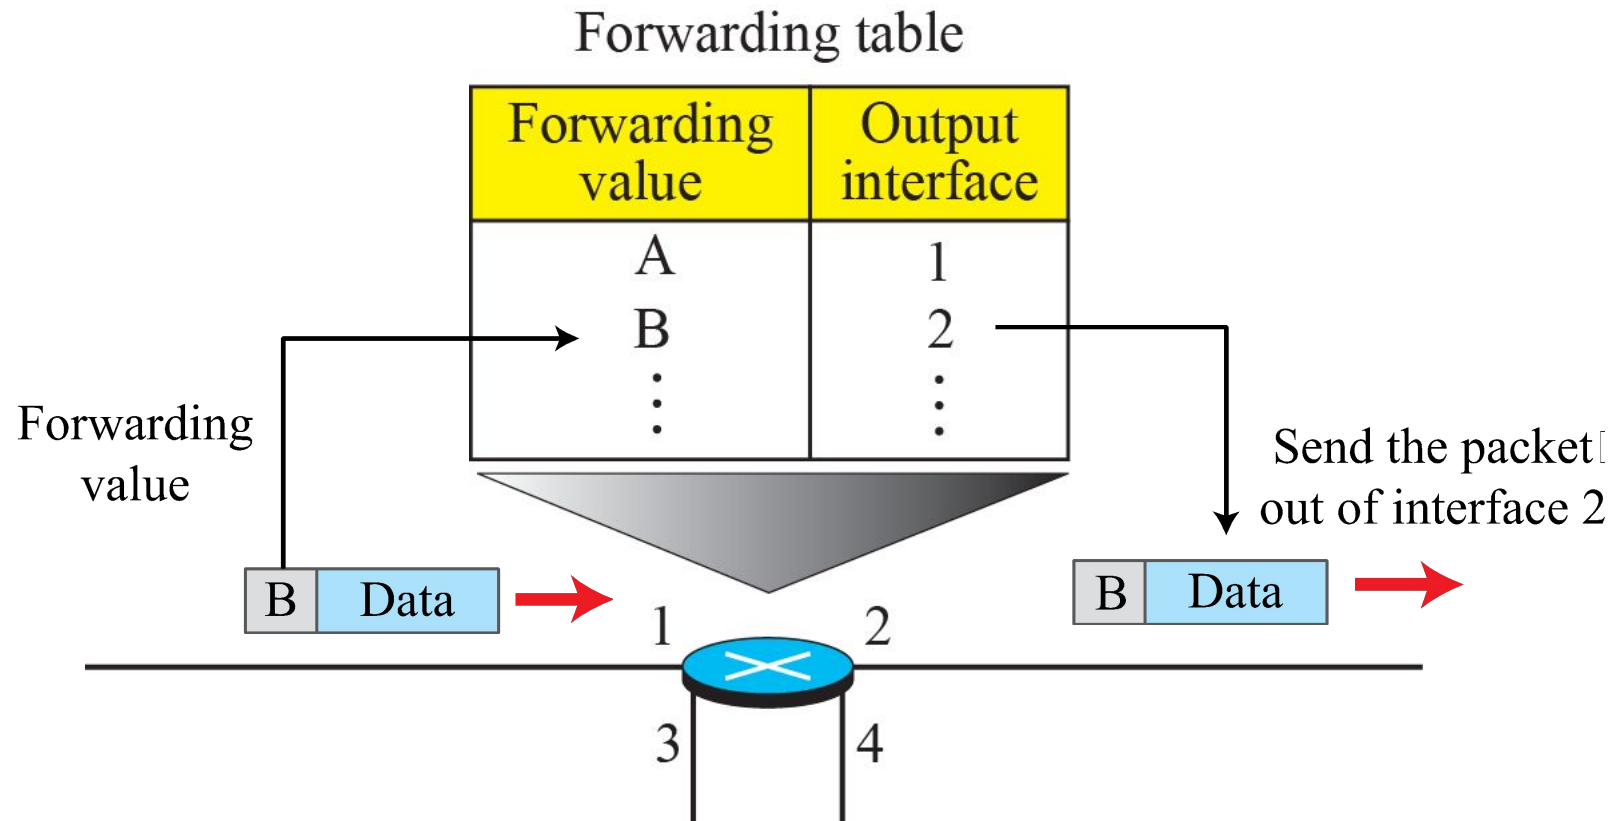 Forwarding table
Forwarding
value
Output
interface
A
1
B
2
Forwarding
value
Send the packet
out of interface 2
B
Data
B
Data
1
2
3
4